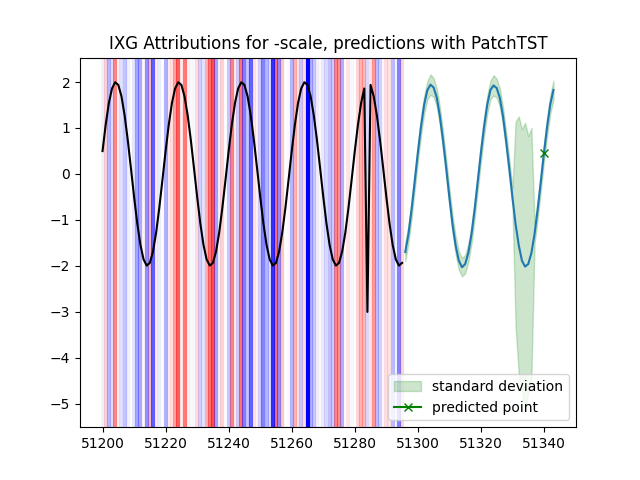 IXG Attributions for -scale, predictions with PatchTST
2
1
0
−1
−2
−3
−4
−5
standard deviation
predicted point
51200 51220 51240 51260 51280 51300 51320 51340